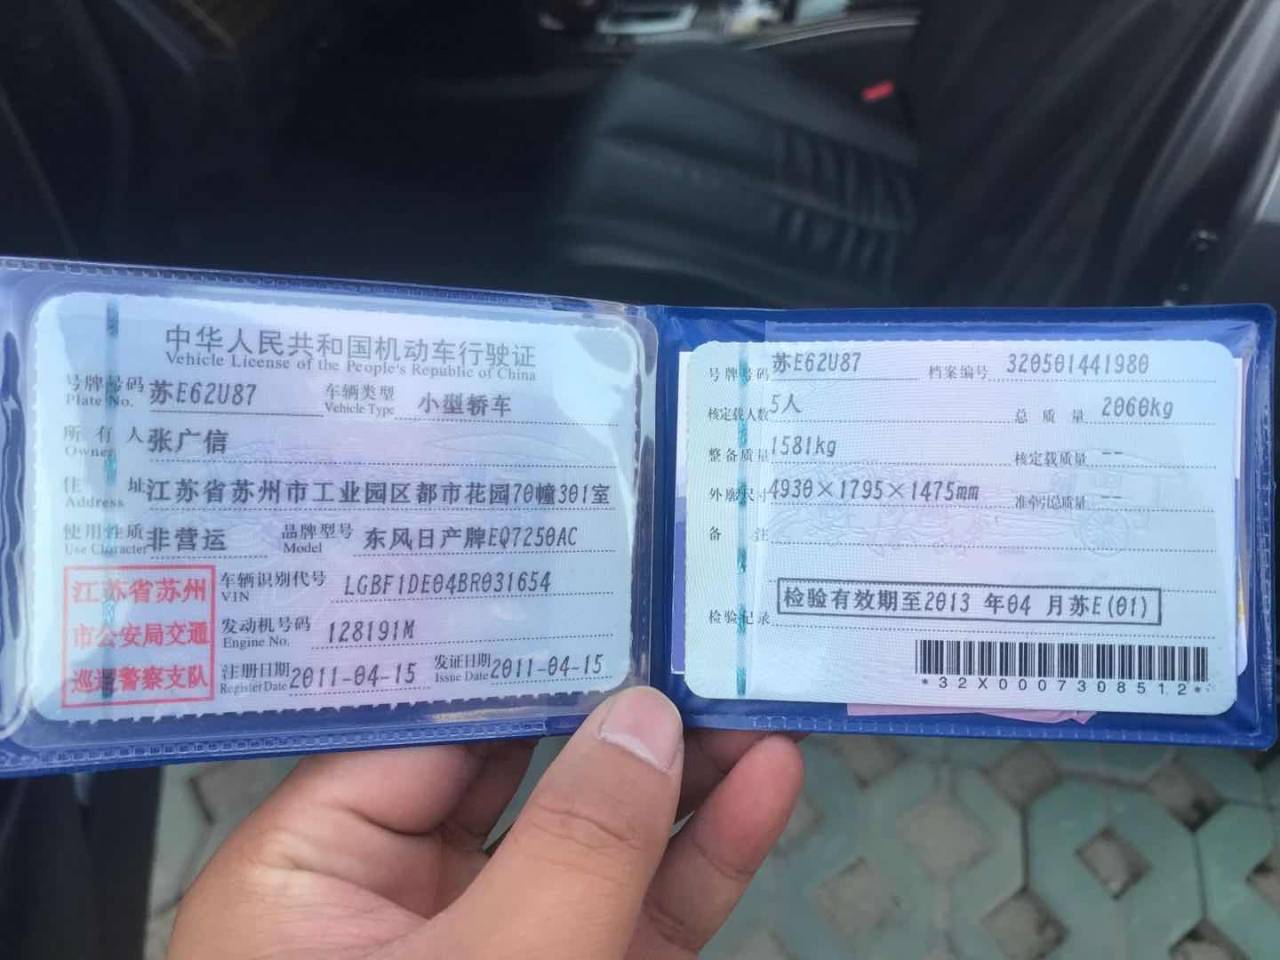 中华人民共和国机动车行驶证
Vehicle License of the People's Republic of China
号牌号码 苏E62U87 车辆类型 小型轿车
Plate No. Vehicle Type
所有人 张广信
Owner
住址 江苏省苏州市工业园区都市花园70幢301室
Address
使用性质 非营运 品牌型号 东风日产牌EQ7250AC
Use Character Model
车辆识别代号 LGBF1DE04BR031654
VIN
发动机号码 128191M
Engine No.
注册日期 2011-04-15 发证日期 2011-04-15
Register Date Issue Date
江苏省苏州
市公安局交通
巡逻警察支队
号牌号码 苏E62U87 档案编号 320501441980
核定载人数 5人 总质量 2060kg
整备质量 1581kg 核定载质量 --
外廓尺寸 4930×1795×1475mm 准牵引总质量 --
备注
检验记录 检验有效期至2013 年04 月苏E(01)
*32X0007308512*